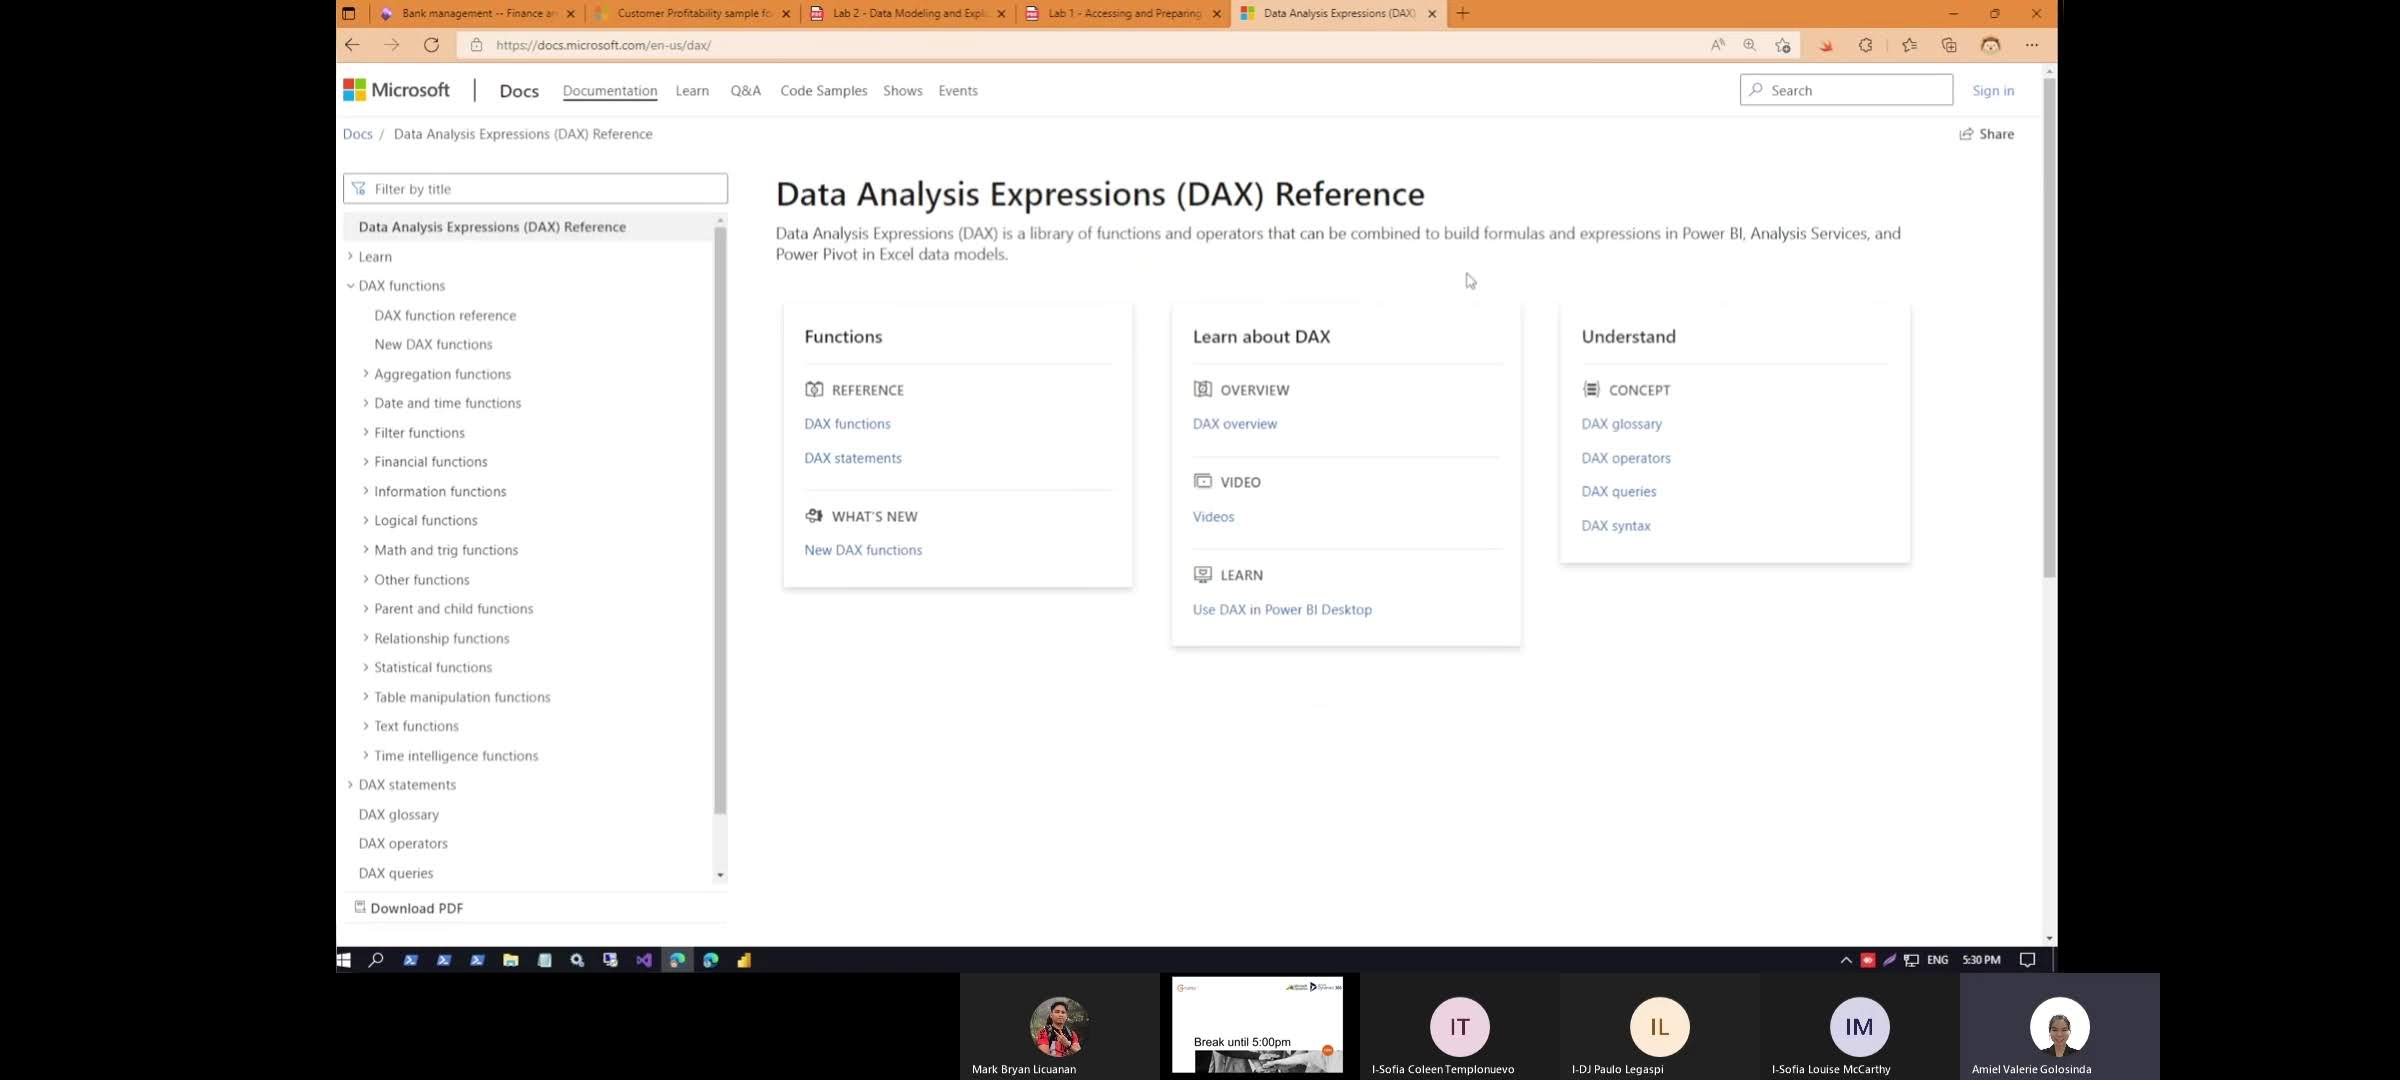 Bank management -- Finance an
Customer Profitability sample fo
Lab 2 - Data Modeling and Expl
Lab 1 - Accessing and Preparing
Data Analysis Expressions (DAX)
https://docs.microsoft.com/en-us/dax/
Microsoft
Docs
Documentation
Learn
Q&A
Code Samples
Shows
Events
Search
Sign in
Docs / Data Analysis Expressions (DAX) Reference
Share
Filter by title
Data Analysis Expressions (DAX) Reference
Learn
DAX functions
DAX function reference
New DAX functions
Aggregation functions
Date and time functions
Filter functions
Financial functions
Information functions
Logical functions
Math and trig functions
Other functions
Parent and child functions
Relationship functions
Statistical functions
Table manipulation functions
Text functions
Time intelligence functions
DAX statements
DAX glossary
DAX operators
DAX queries
Download PDF
Data Analysis Expressions (DAX) Reference
Data Analysis Expressions (DAX) is a library of functions and operators that can be combined to build formulas and expressions in Power BI, Analysis Services, and
Power Pivot in Excel data models.
Functions
REFERENCE
DAX functions
DAX statements
WHAT'S NEW
New DAX functions
Learn about DAX
OVERVIEW
DAX overview
VIDEO
Videos
LEARN
Use DAX in Power BI Desktop
Understand
CONCEPT
DAX glossary
DAX operators
DAX queries
DAX syntax
ENG
5:30 PM
Mark Bryan Licuanan
Break until 5:00pm
IT
I-Sofia Coleen Templonuevo
IL
I-DJ Paulo Legaspi
IM
I-Sofia Louise McCarthy
Amiel Valerie Golosinda